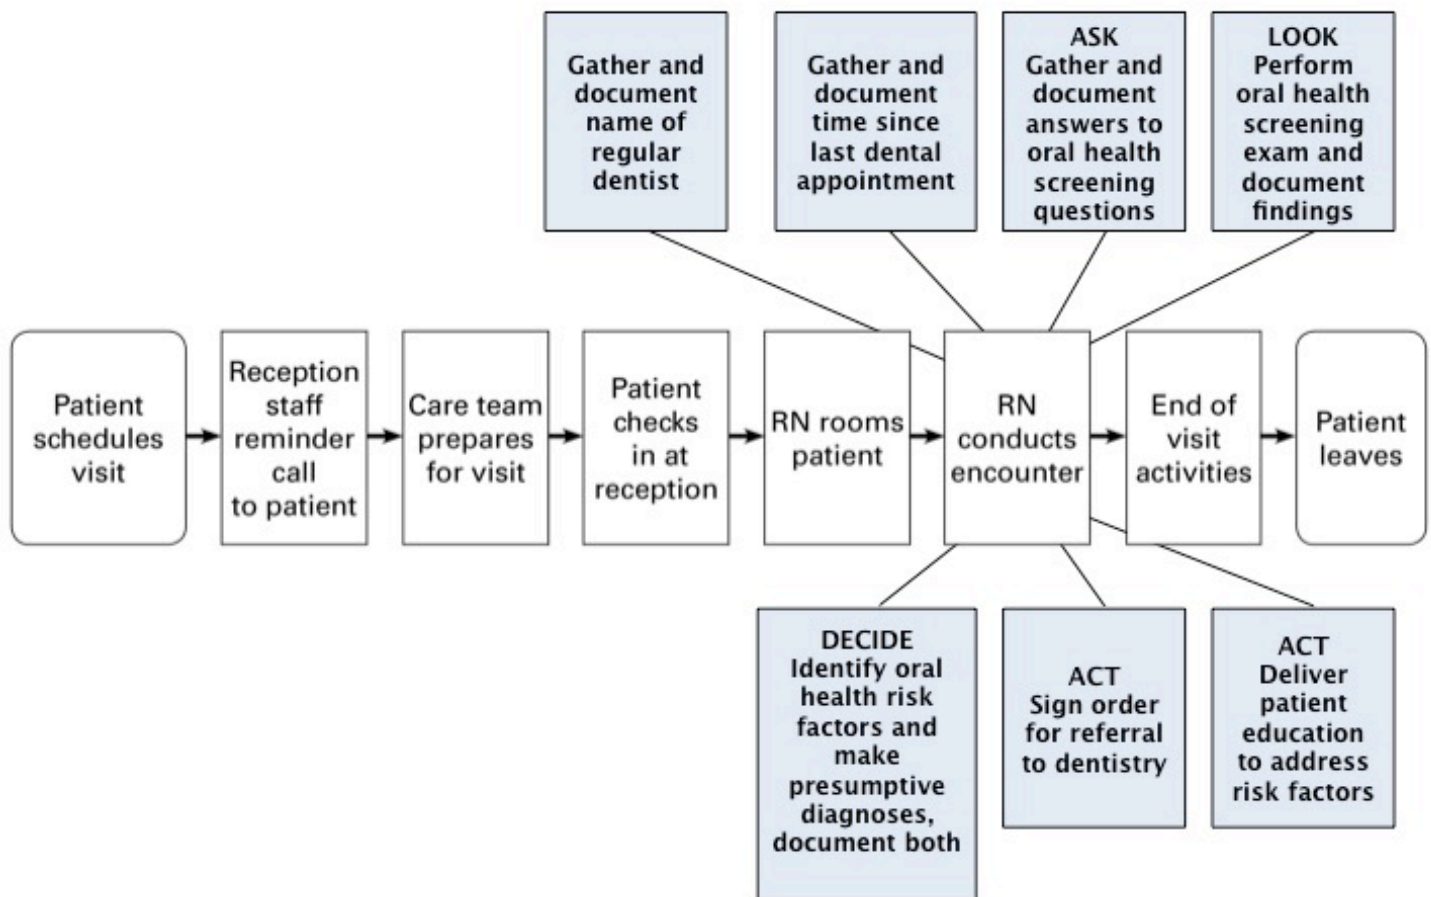 Gather and
document
name of
regular
dentist
Gather and
document
time since
last dental
appointment
ASK
Gather and
document
answers to
oral health
screening
questions
LOOK
Perform
oral health
screening
exam and
document
findings
Patient
schedules
visit
Reception
staff
reminder
call
to patient
Care team
prepares
for visit
Patient
checks
in at
reception
RN rooms
patient
RN
conducts
encounter
End of
visit
activities
Patient
leaves
DECIDE
Identify oral
health risk
factors and
make
presumptive
diagnoses,
document both
ACT
Sign order
for referral
to dentistry
ACT
Deliver
patient
education
to address
risk factors